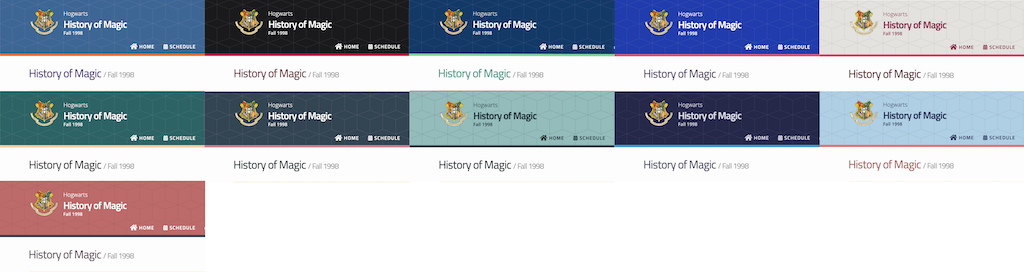 Hogwarts
History of Magic
Fall 1998
HOME SCHEDULE
History of Magic / Fall 1998
Hogwarts
History of Magic
Fall 1998
HOME SCHEDULE
History of Magic / Fall 1998
Hogwarts
History of Magic
Fall 1998
HOME SCHEDULE
History of Magic / Fall 1998
Hogwarts
History of Magic
Fall 1998
HOME SCHEDULE
History of Magic / Fall 1998
Hogwarts
History of Magic
Fall 1998
HOME SCHEDULE
History of Magic / Fall 1998
Hogwarts
History of Magic
Fall 1998
HOME SCHEDULE
History of Magic / Fall 1998
Hogwarts
History of Magic
Fall 1998
HOME SCHEDULE
History of Magic / Fall 1998
Hogwarts
History of Magic
Fall 1998
HOME SCHEDULE
History of Magic / Fall 1998
Hogwarts
History of Magic
Fall 1998
HOME SCHEDULE
History of Magic / Fall 1998
Hogwarts
History of Magic
Fall 1998
HOME SCHEDULE
History of Magic / Fall 1998
Hogwarts
History of Magic
Fall 1998
HOME SCHEDULE
History of Magic / Fall 1998